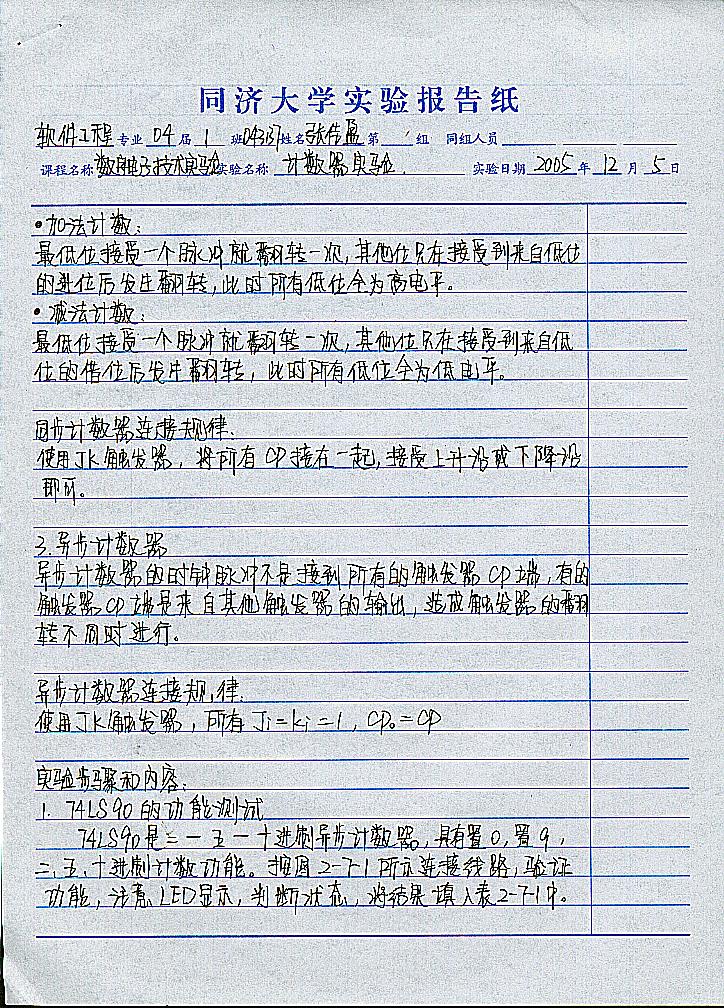 同济大学实验报告纸
软件工程专业 04 届 1 班 姓名 第 组 同组人员
课程名称 数字电子技术实验 实验名称 计数器实验 实验日期 2005 年 12 月 5 日
•加法计数：
最低位接受一个脉冲就翻转一次，其他位只在接受到来自低位
的进位后发生翻转，此时所有低位全为高电平。
•减法计数：
最低位接受一个脉冲就翻转一次，其他位只在接受到来自低
位的借位后发生翻转，此时所有低位全为低电平。
同步计数器连接规律：
使用JK触发器，将所有CP接在一起，接受上升沿或下降沿
即可。
3.异步计数器
异步计数器的时钟脉冲不是接到所有的触发器CP端，有的
触发器CP端是来自其他触发器的输出，造成触发器的翻
转不同时进行。
异步计数器连接规律：
使用JK触发器，所有Ji=ki=1，CP₀=CP
实验步骤和内容：
1. 74LS90的功能测试
74LS90是二一五一十进制异步计数器，具有置0，置9，
二、五、十进制计数功能。按图2-7-1所示连接线路，验证
功能，注意LED显示，判断状态，将结果填入表2-7-1中。